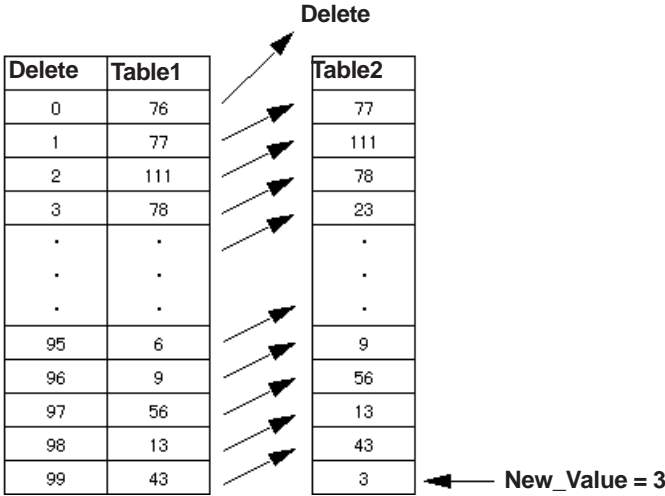 Delete
Delete Table1 Table2
0 76 77
1 77 111
2 111 78
3 78 23
. . .
. . .
. . .
95 6 9
96 9 56
97 56 13
98 13 43
99 43 3 New_Value = 3